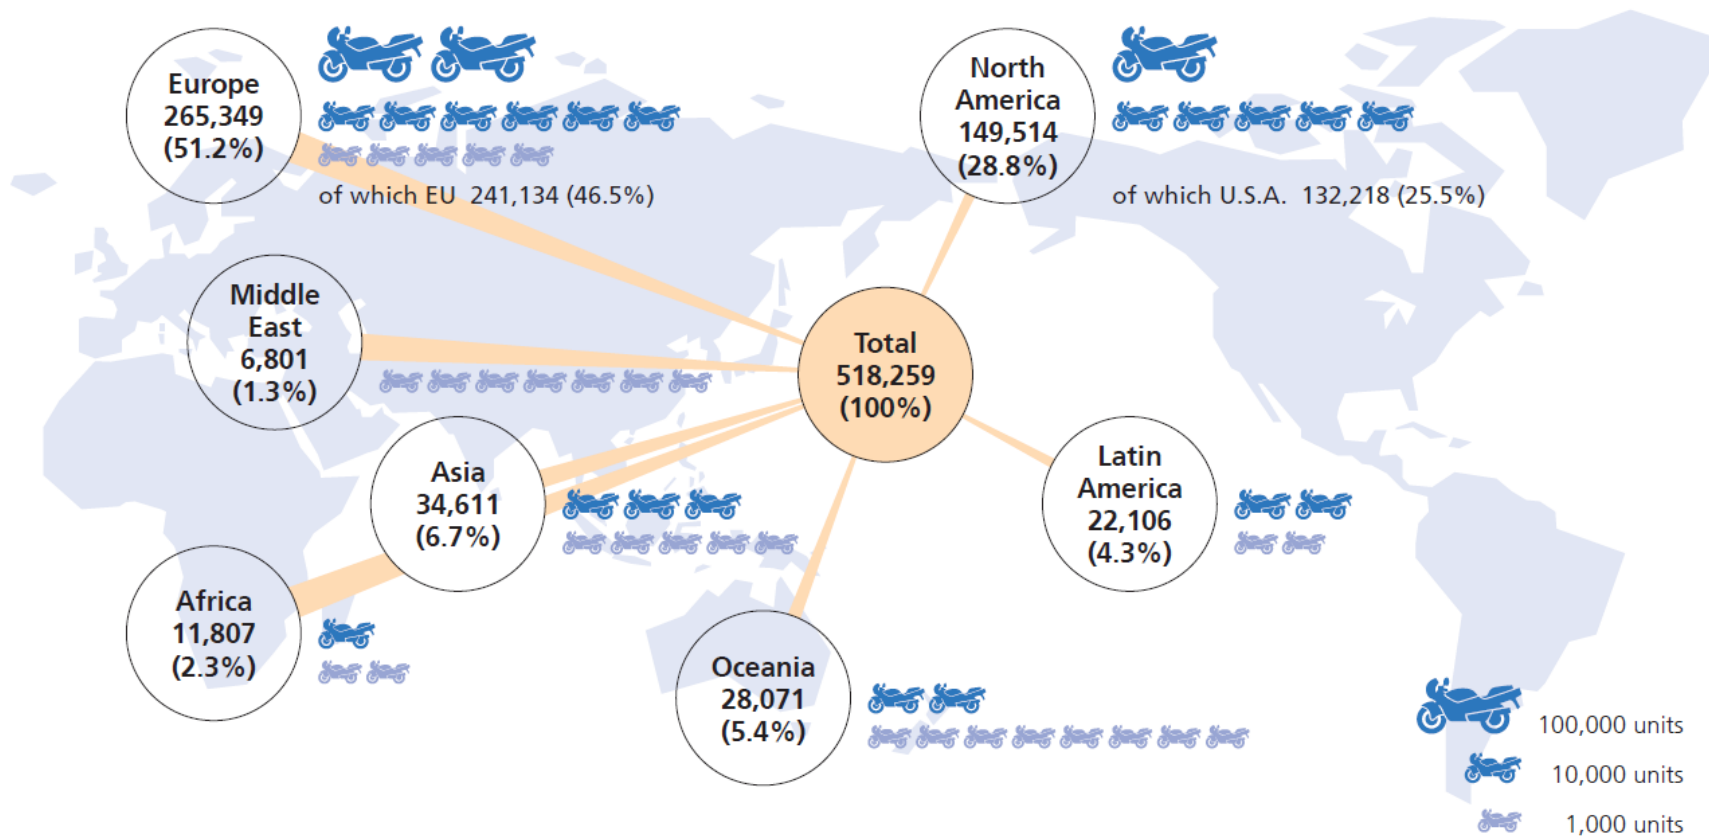 Europe
265,349
(51.2%)
of which EU  241,134 (46.5%)
North
America
149,514
(28.8%)
of which U.S.A.  132,218 (25.5%)
Middle
East
6,801
(1.3%)
Total
518,259
(100%)
Asia
34,611
(6.7%)
Latin
America
22,106
(4.3%)
Africa
11,807
(2.3%)
Oceania
28,071
(5.4%)
100,000 units
10,000 units
1,000 units